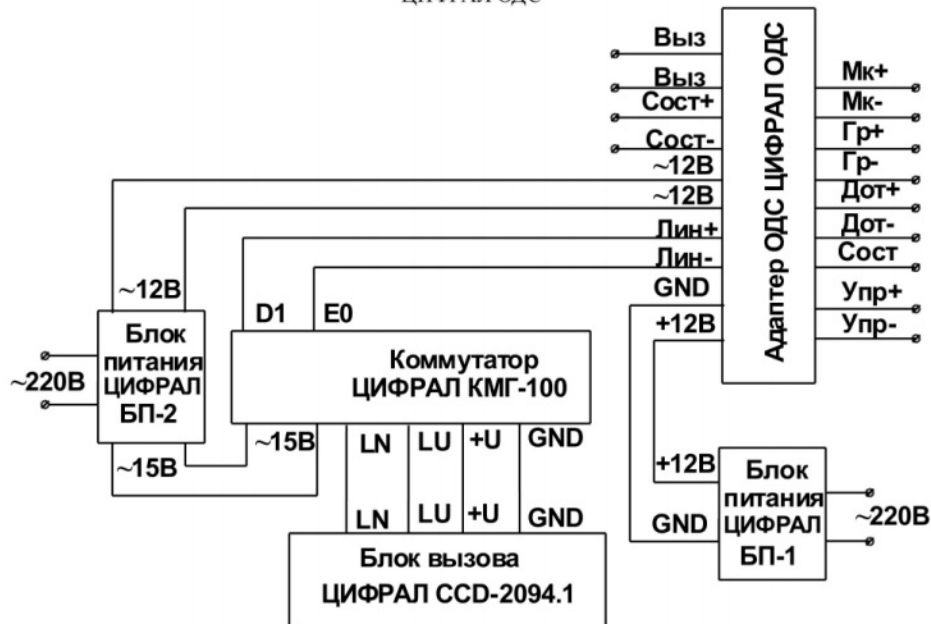 ЦИФРАЛ ОДС
Выз
Выз
Сост+
Сост-
~12В
~12В
Лин+
Лин-
GND
+12В
Адаптер ОДС ЦИФРАЛ ОДС
Мк+
Мк-
Гр+
Гр-
Дот+
Дот-
Сост
Упр+
Упр-
~12В
Блок
питания
ЦИФРАЛ
БП-2
~220В
~15В
D1 E0
Коммутатор
ЦИФРАЛ КМГ-100
~15В LN LU +U GND
LN LU +U GND
Блок вызова
ЦИФРАЛ CCD-2094.1
+12В
GND
Блок
питания
ЦИФРАЛ
БП-1
~220В